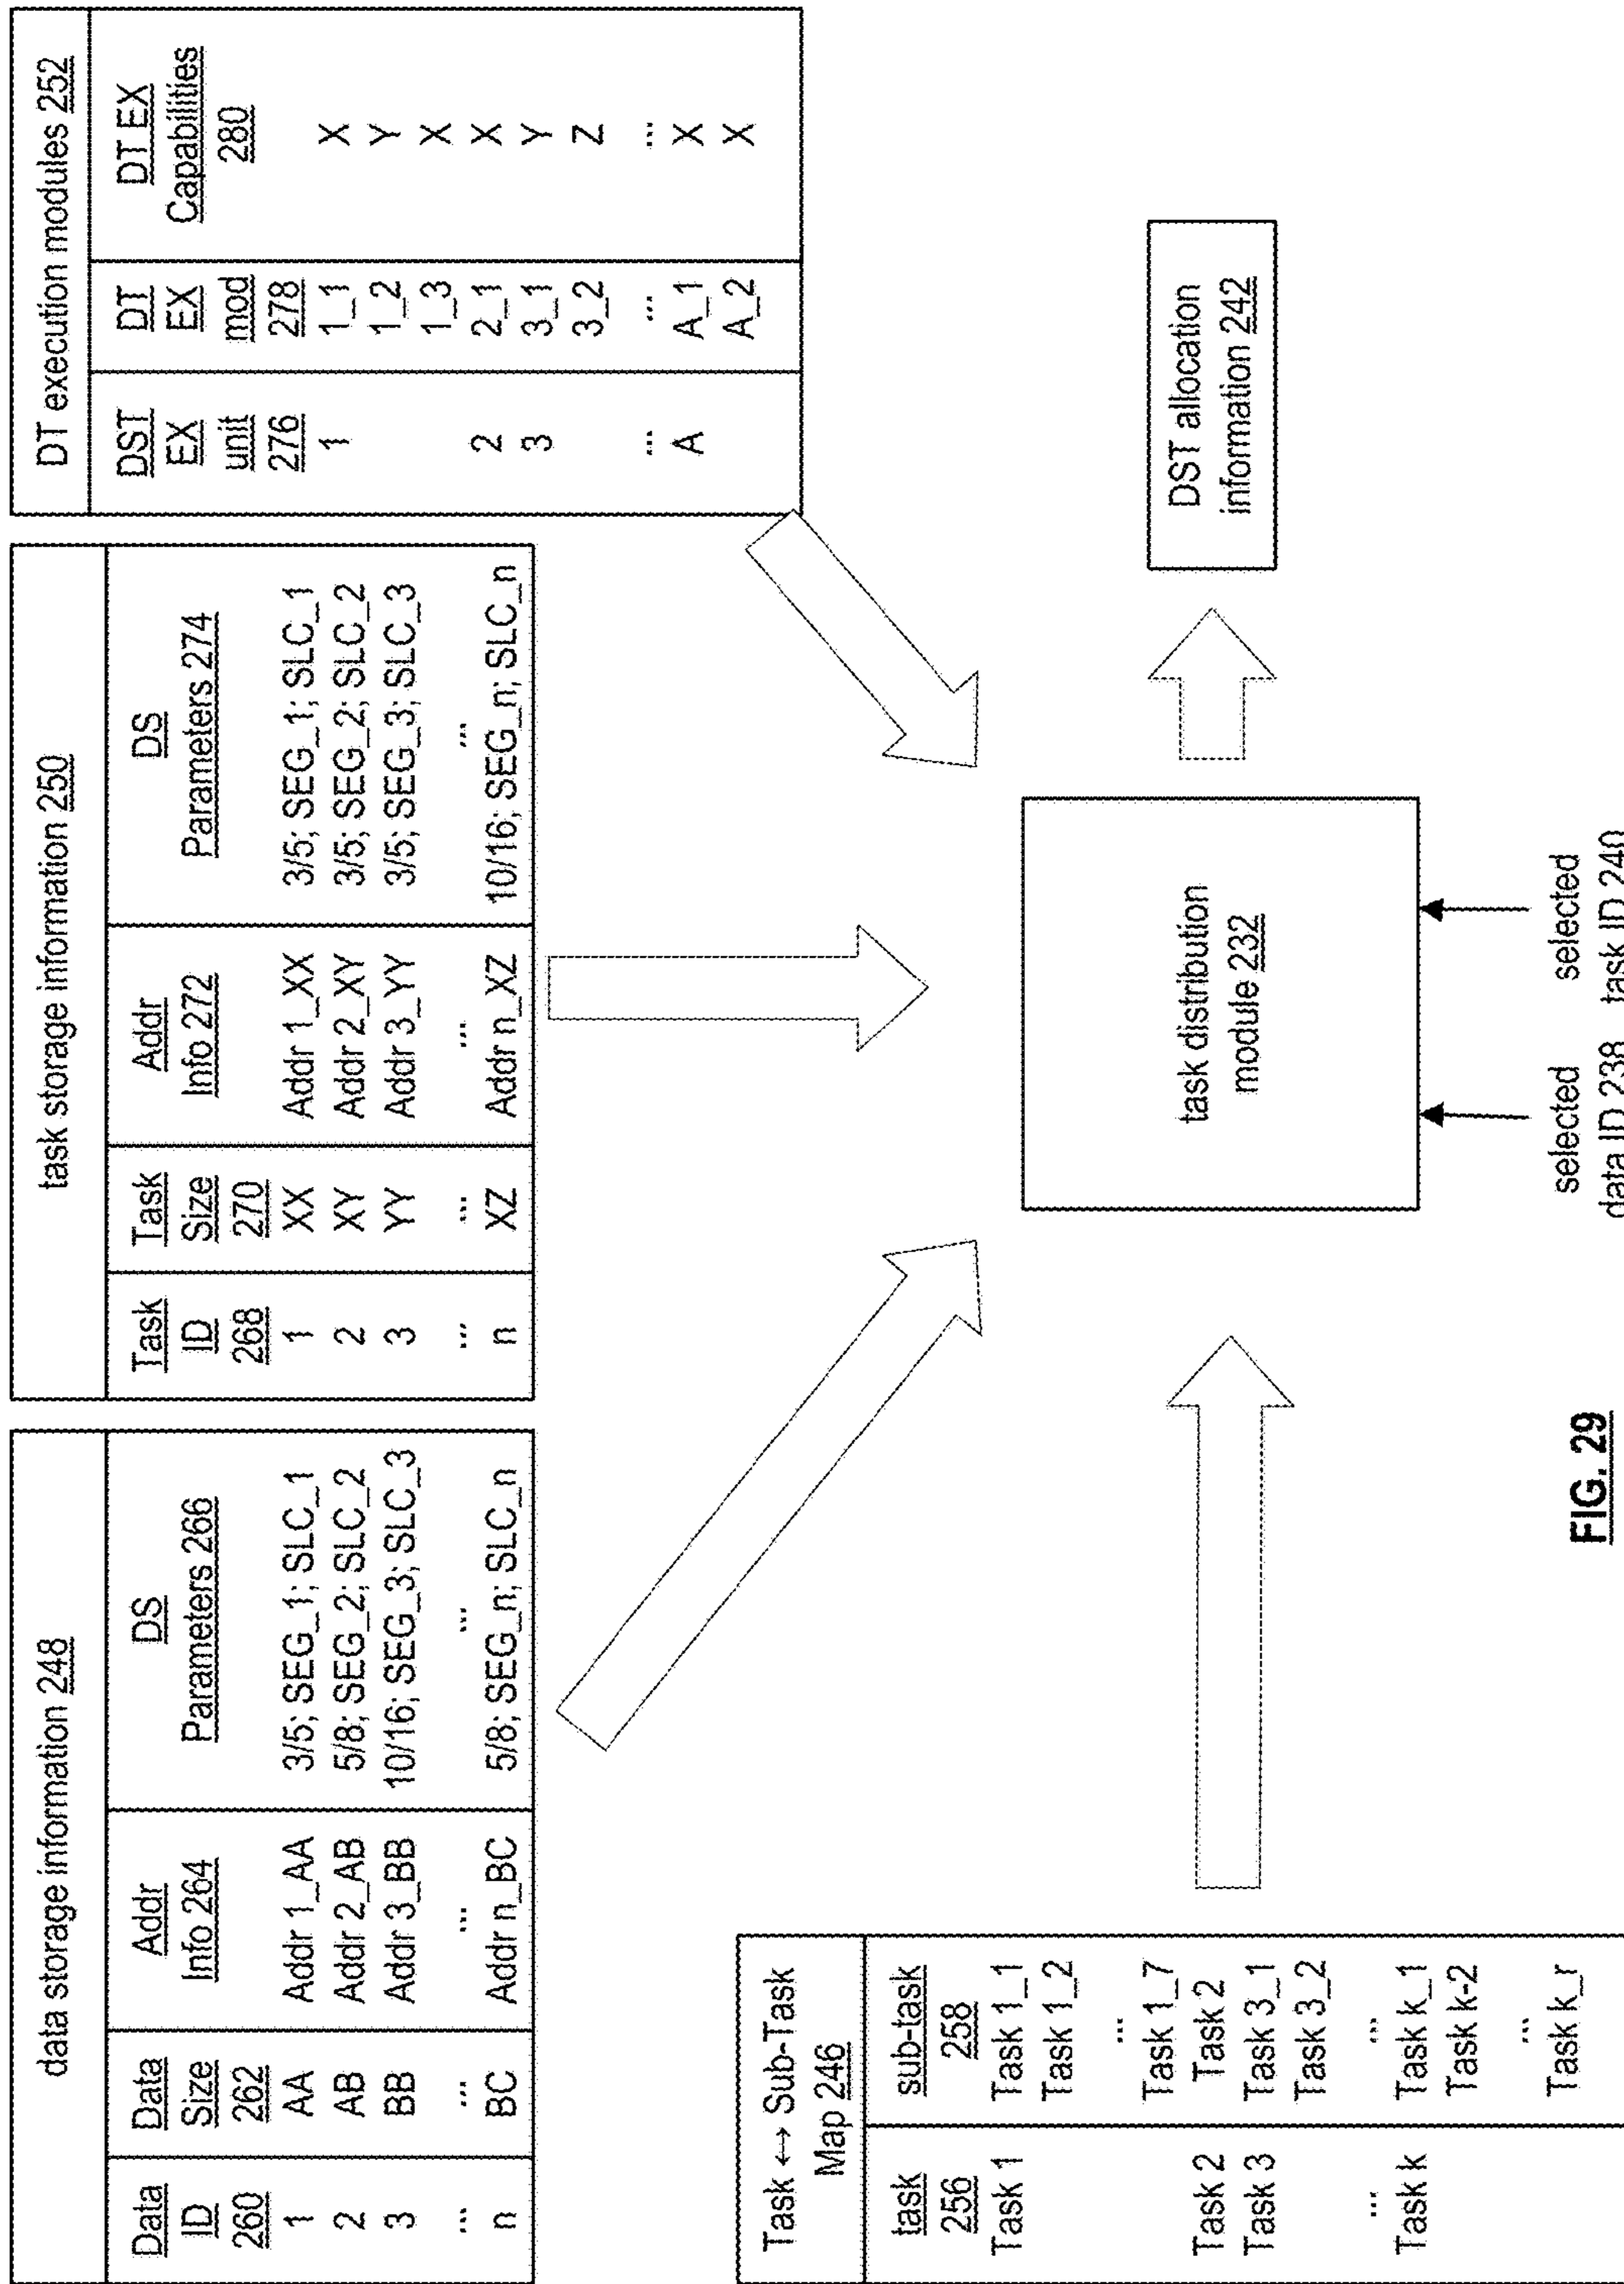 data storage information 248
Data ID 260 Data Size 262 Addr Info 264 DS Parameters 266
1 AA Addr 1_AA 3/5; SEG_1; SLC_1
2 AB Addr 2_AB 5/8; SEG_2; SLC_2
3 BB Addr 3_BB 10/16; SEG_3; SLC_3
... ... ... ...
n BC Addr n_BC 5/8; SEG_n; SLC_n
task storage information 250
Task ID 268 Task Size 270 Addr Info 272 DS Parameters 274
1 XX Addr 1_XX 3/5; SEG_1; SLC_1
2 XY Addr 2_XY 3/5; SEG_2; SLC_2
3 YY Addr 3_YY 3/5; SEG_3; SLC_3
... ... ... ...
n XZ Addr n_XZ 10/16; SEG_n; SLC_n
DT execution modules 252
DST EX unit 276 DT EX mod 278 DT EX Capabilities 280
1 1_1 X
1_2 Y
1_3 X
2 2_1 X
3 3_1 Y
3_2 Z
... ... ...
A A_1 X
A_2 X
Task ↔ Sub-Task
Map 246
task 256 sub-task 258
Task 1 Task 1_1
Task 1_2
...
Task 1_7
Task 2 Task 2
Task 3 Task 3_1
Task 3_2
... ...
Task k Task k_1
Task k-2
...
Task k_r
task distribution
module 232
DST allocation
information 242
selected
data ID 238
selected
task ID 240
FIG. 29